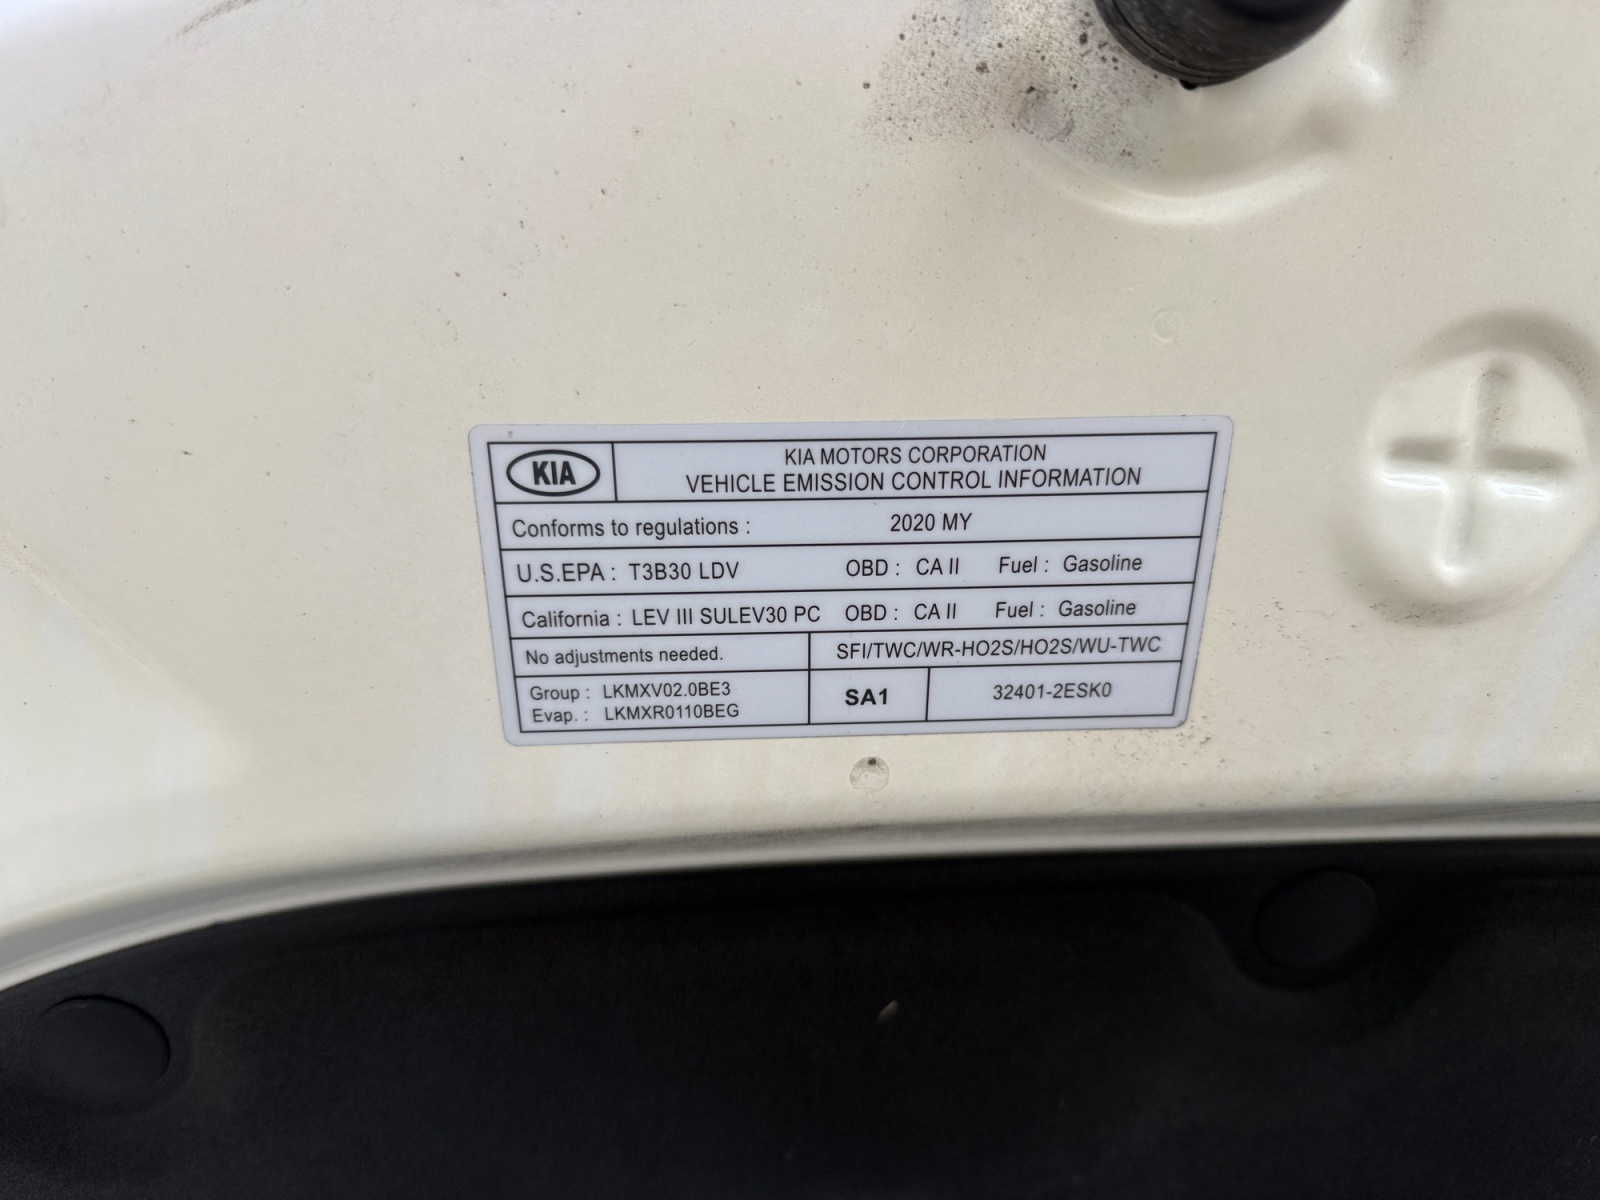 KIA
KIA MOTORS CORPORATION
VEHICLE EMISSION CONTROL INFORMATION
Conforms to regulations : 2020 MY
U.S.EPA : T3B30 LDV OBD : CA II Fuel : Gasoline
California : LEV III SULEV30 PC OBD : CA II Fuel : Gasoline
No adjustments needed. SFI/TWC/WR-HO2S/HO2S/WU-TWC
Group : LKMXV02.0BE3
Evap. : LKMXR0110BEG
SA1
32401-2ESK0